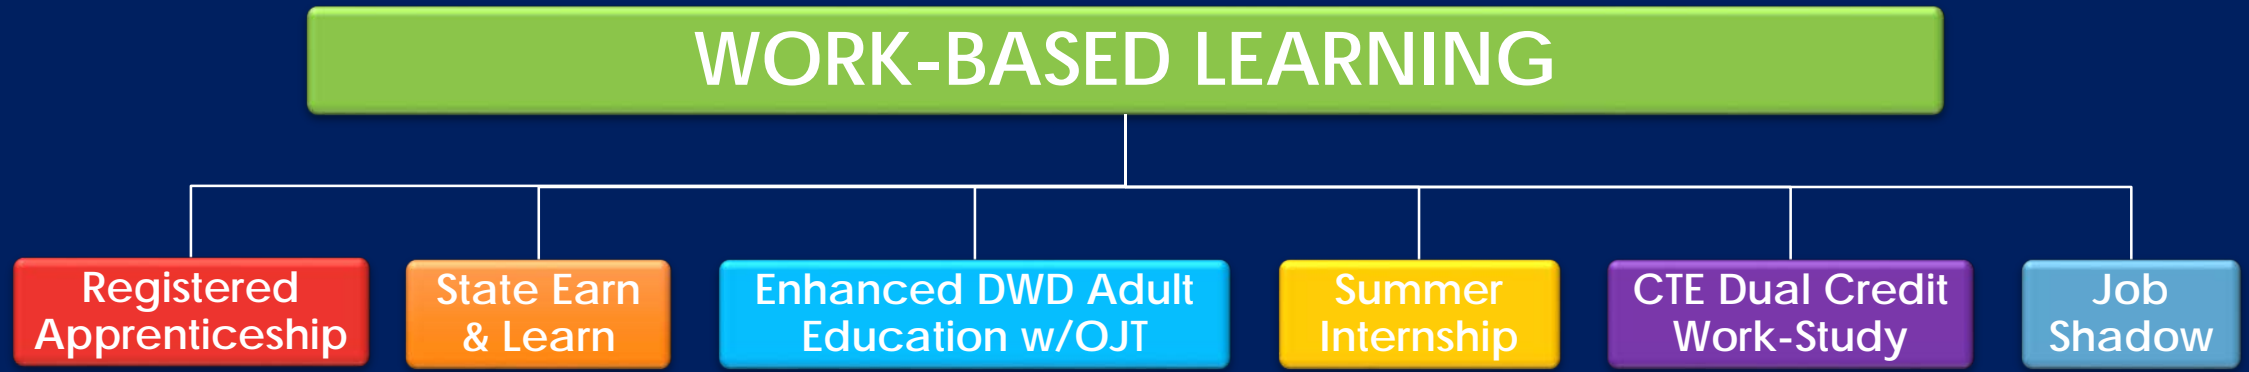 WORK-BASED LEARNING
Registered
Apprenticeship
State Earn
& Learn
Enhanced DWD Adult
Education w/OJT
Summer
Internship
CTE Dual Credit
Work-Study
Job
Shadow